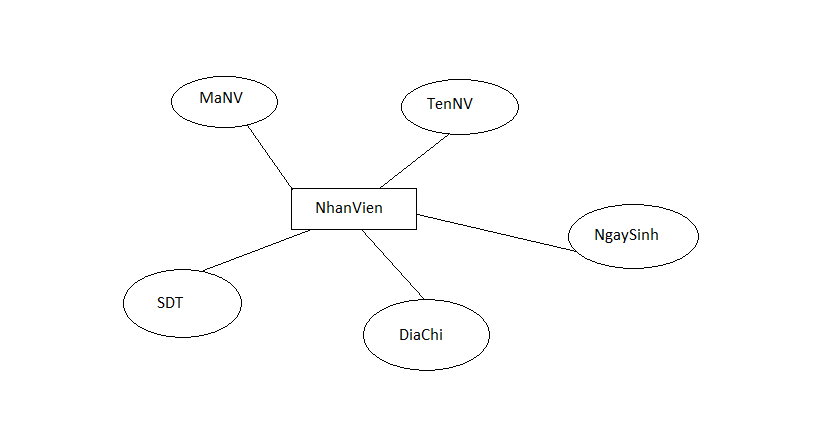 MaNV
TenNV
NhanVien
NgaySinh
SDT
DiaChi